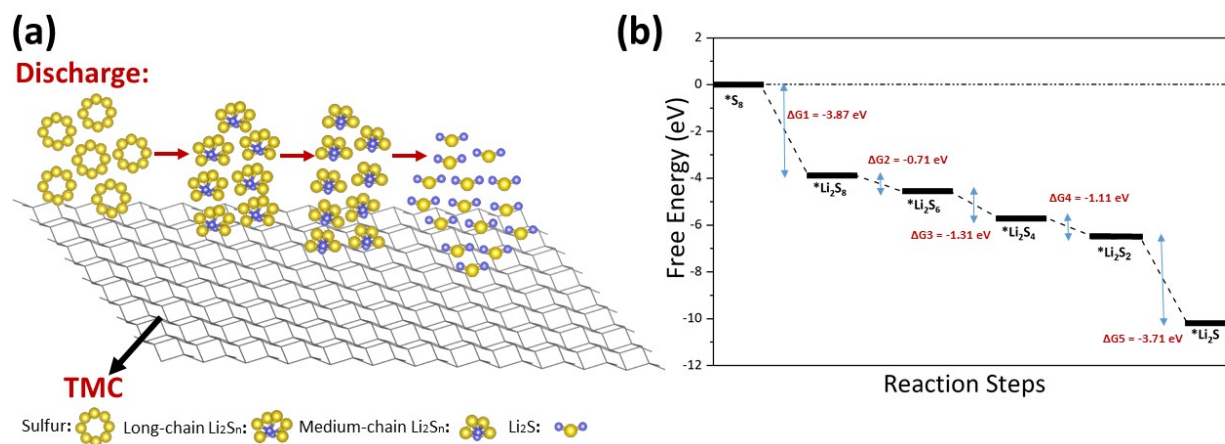 (a)
Discharge:
TMC
Sulfur: Long-chain Li₂Sₙ: Medium-chain Li₂Sₙ: Li₂S:
(b)
Free Energy (eV)
2
0
-2
-4
-6
-8
-10
-12
*S₈
ΔG1 = -3.87 eV
*Li₂S₈
ΔG2 = -0.71 eV
*Li₂S₆
ΔG3 = -1.31 eV
*Li₂S₄
ΔG4 = -1.11 eV
*Li₂S₂
ΔG5 = -3.71 eV
*Li₂S
Reaction Steps